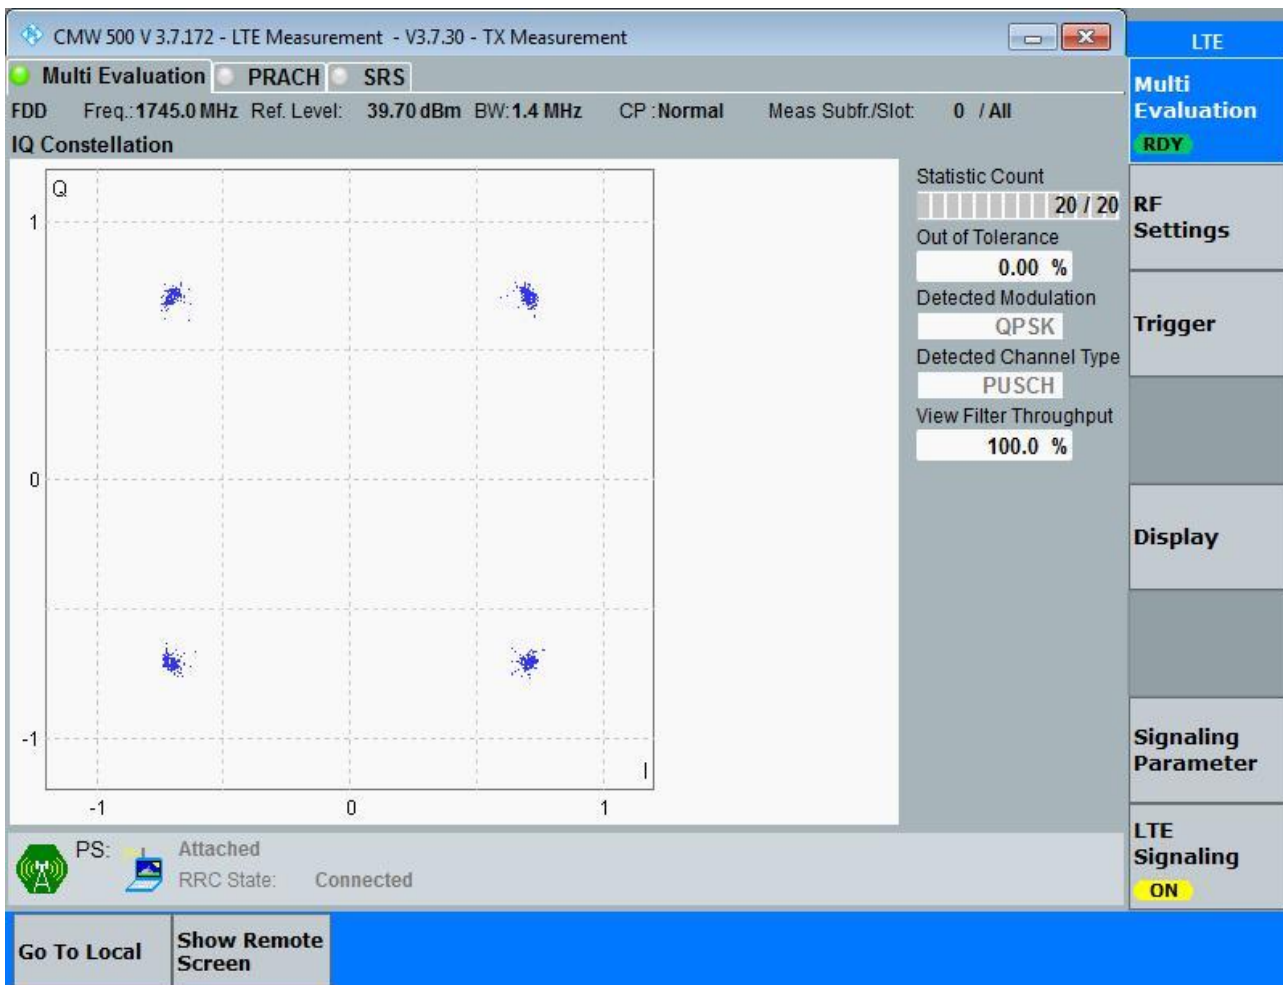 CMW 500 V 3.7.172 - LTE Measurement - V3.7.30 - TX Measurement
LTE
Multi Evaluation PRACH SRS
FDD Freq.:1745.0 MHz Ref. Level: 39.70 dBm BW:1.4 MHz CP :Normal Meas Subfr./Slot: 0 / All
IQ Constellation
Q
1
0
-1
-1 0 1
I
Statistic Count
20 / 20
Out of Tolerance
0.00 %
Detected Modulation
QPSK
Detected Channel Type
PUSCH
View Filter Throughput
100.0 %
Multi
Evaluation
RDY
RF
Settings
Trigger
Display
Signaling
Parameter
LTE
Signaling
ON
PS: Attached
RRC State: Connected
Go To Local
Show Remote
Screen